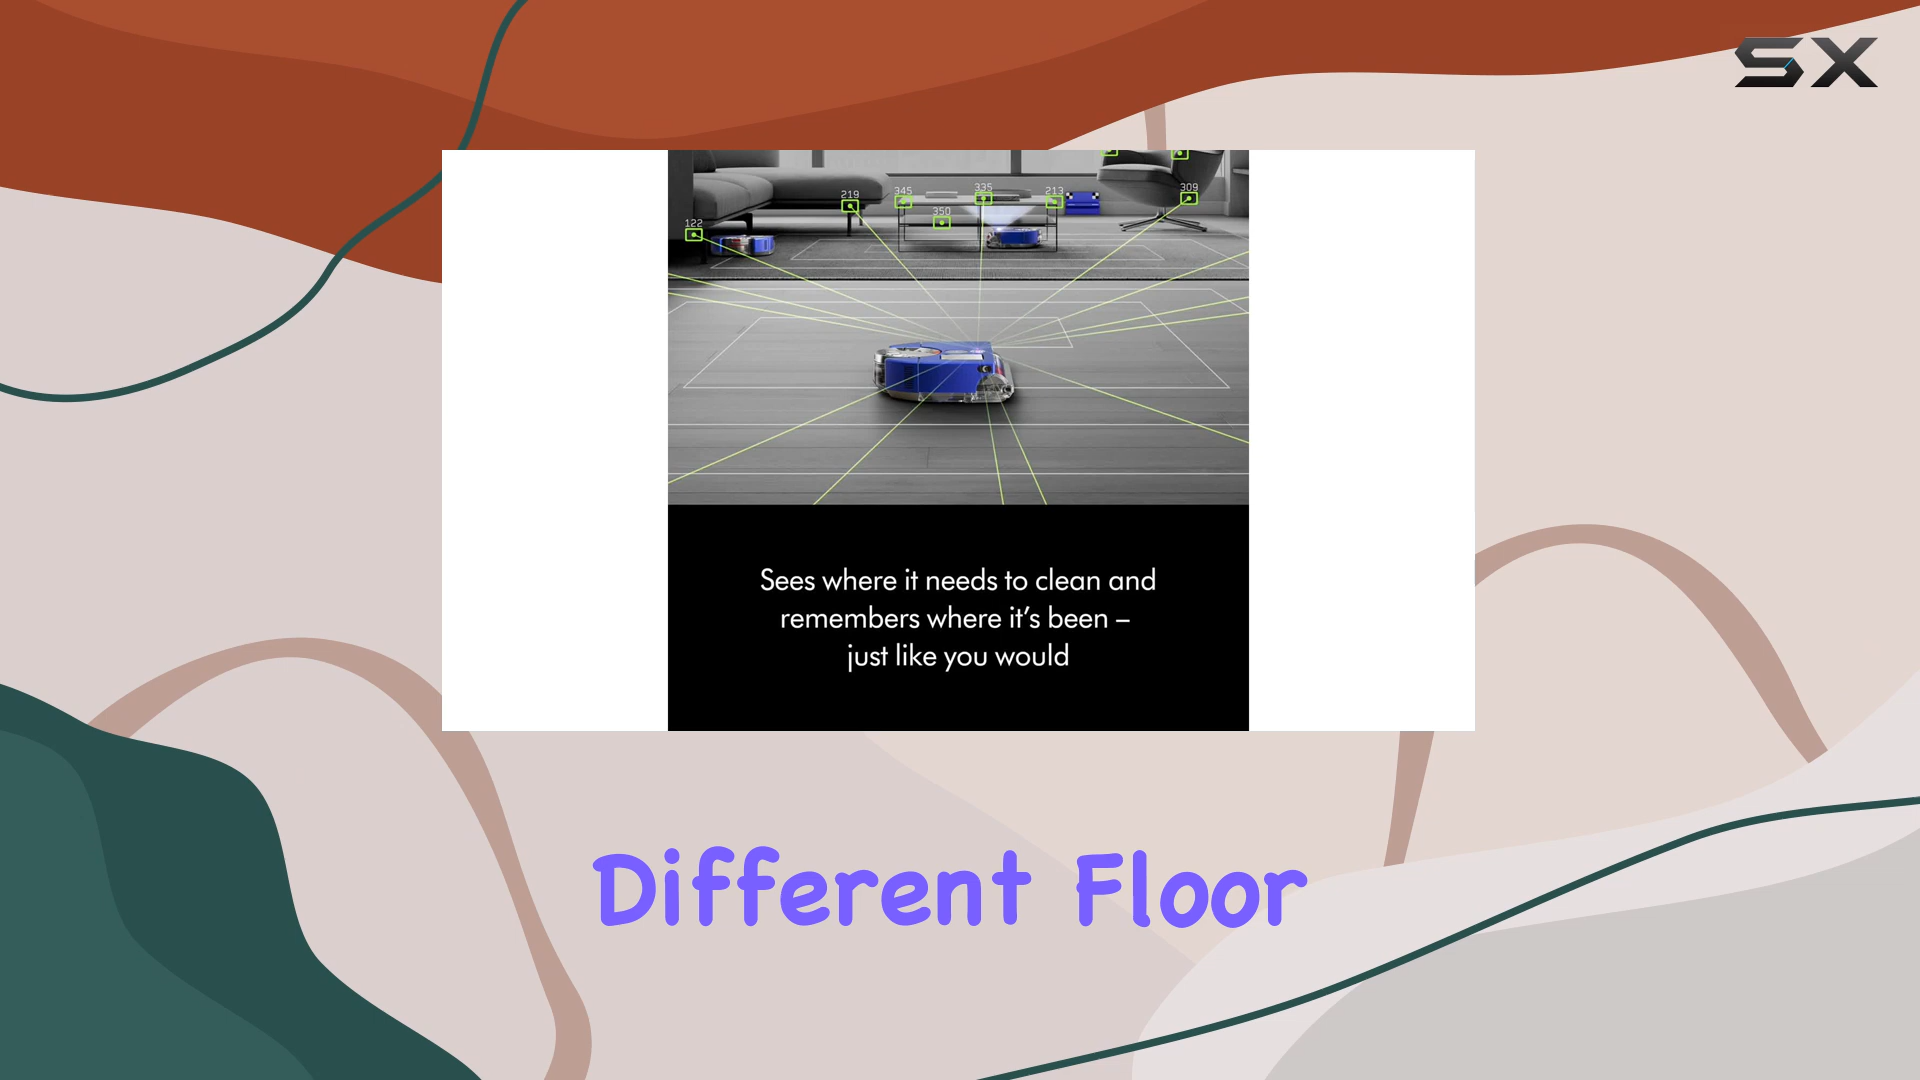 SX
219
345
335
213
309
350
122
Sees where it needs to clean and
remembers where it’s been –
just like you would
Different Floor